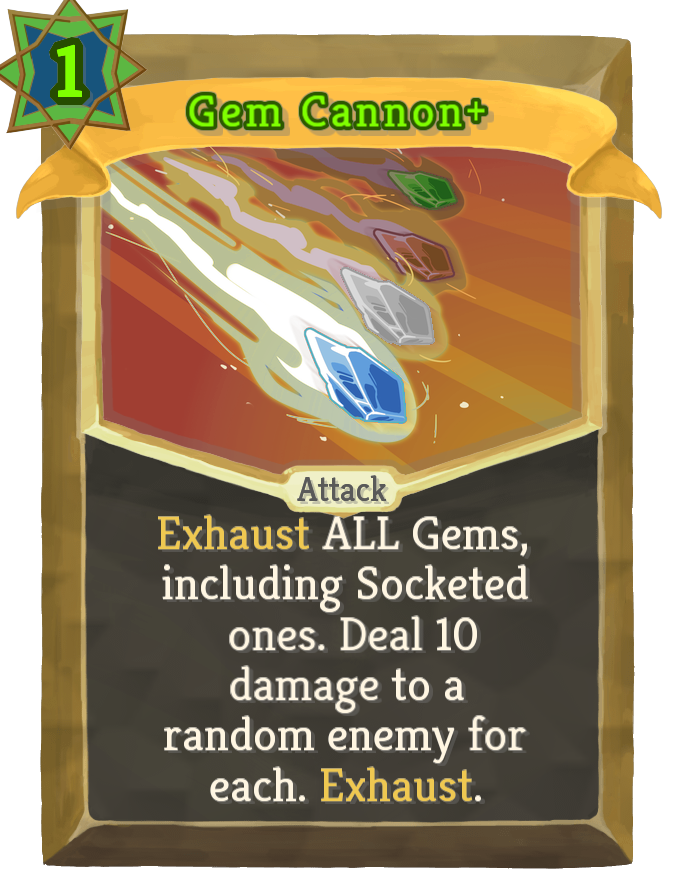 1
Gem Cannon+
Attack
Exhaust ALL Gems,
including Socketed
ones. Deal 10
damage to a
random enemy for
each. Exhaust.